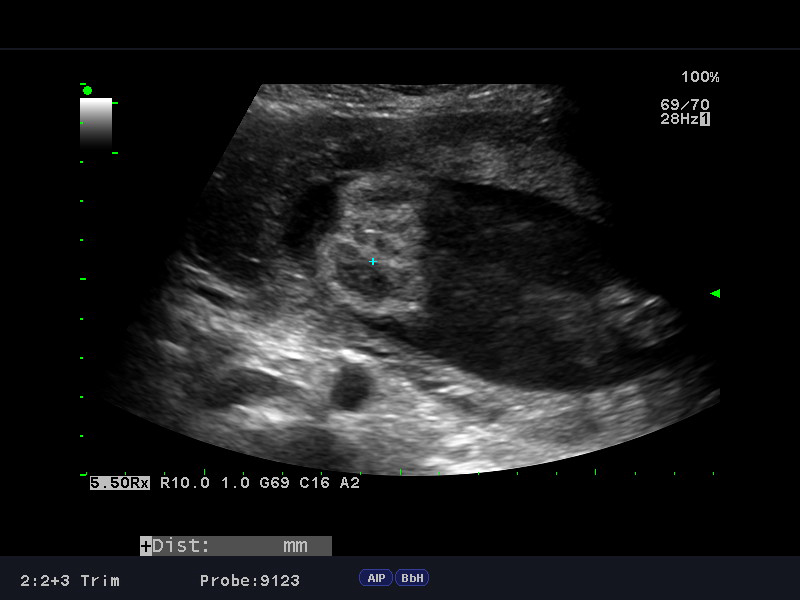 100%
69/70
28Hz1
5.50Rx R10.0 1.0 G69 C16 A2
+Dist: mm
2:2+3 Trim Probe:9123 AIP BbH